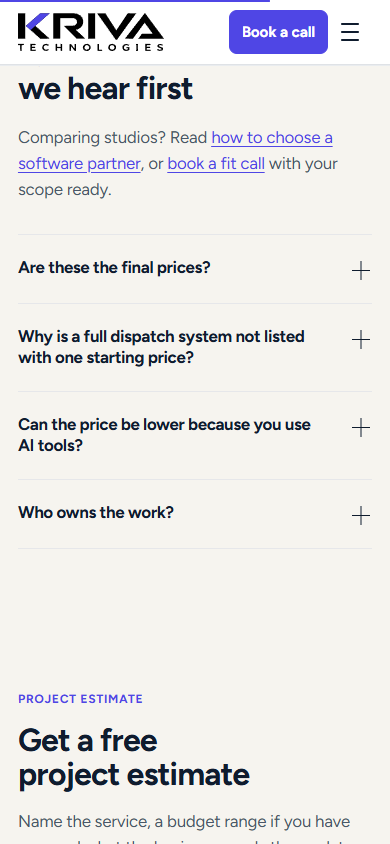 KRIVA
TECHNOLOGIES
Book a call
we hear first
Comparing studios? Read how to choose a
software partner, or book a fit call with your
scope ready.
Are these the final prices?
Why is a full dispatch system not listed
with one starting price?
Can the price be lower because you use
AI tools?
Who owns the work?
PROJECT ESTIMATE
Get a free
project estimate
Name the service, a budget range if you have